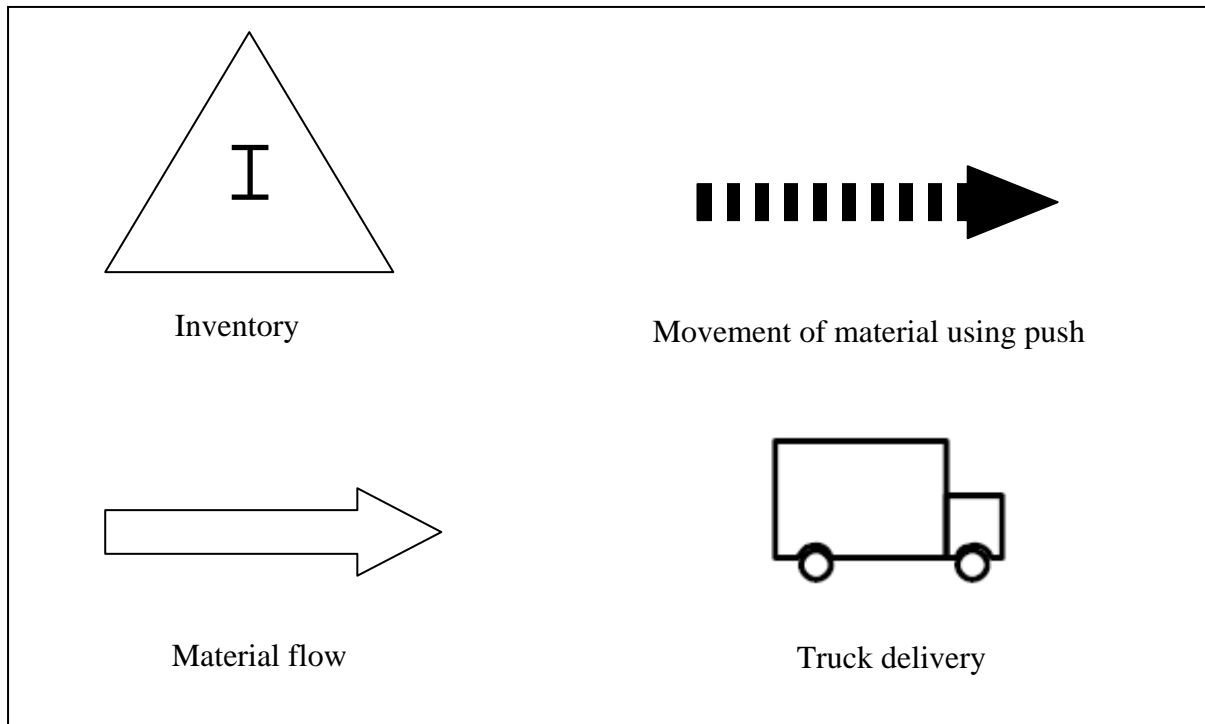 I
Inventory
Movement of material using push
Material flow
Truck delivery